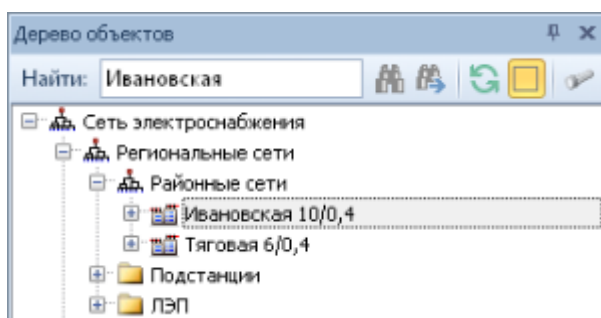 Дерево объектов
Найти: Ивановская
Сеть электроснабжения
Региональные сети
Районные сети
Ивановская 10/0,4
Тяговая 6/0,4
Подстанции
ЛЭП